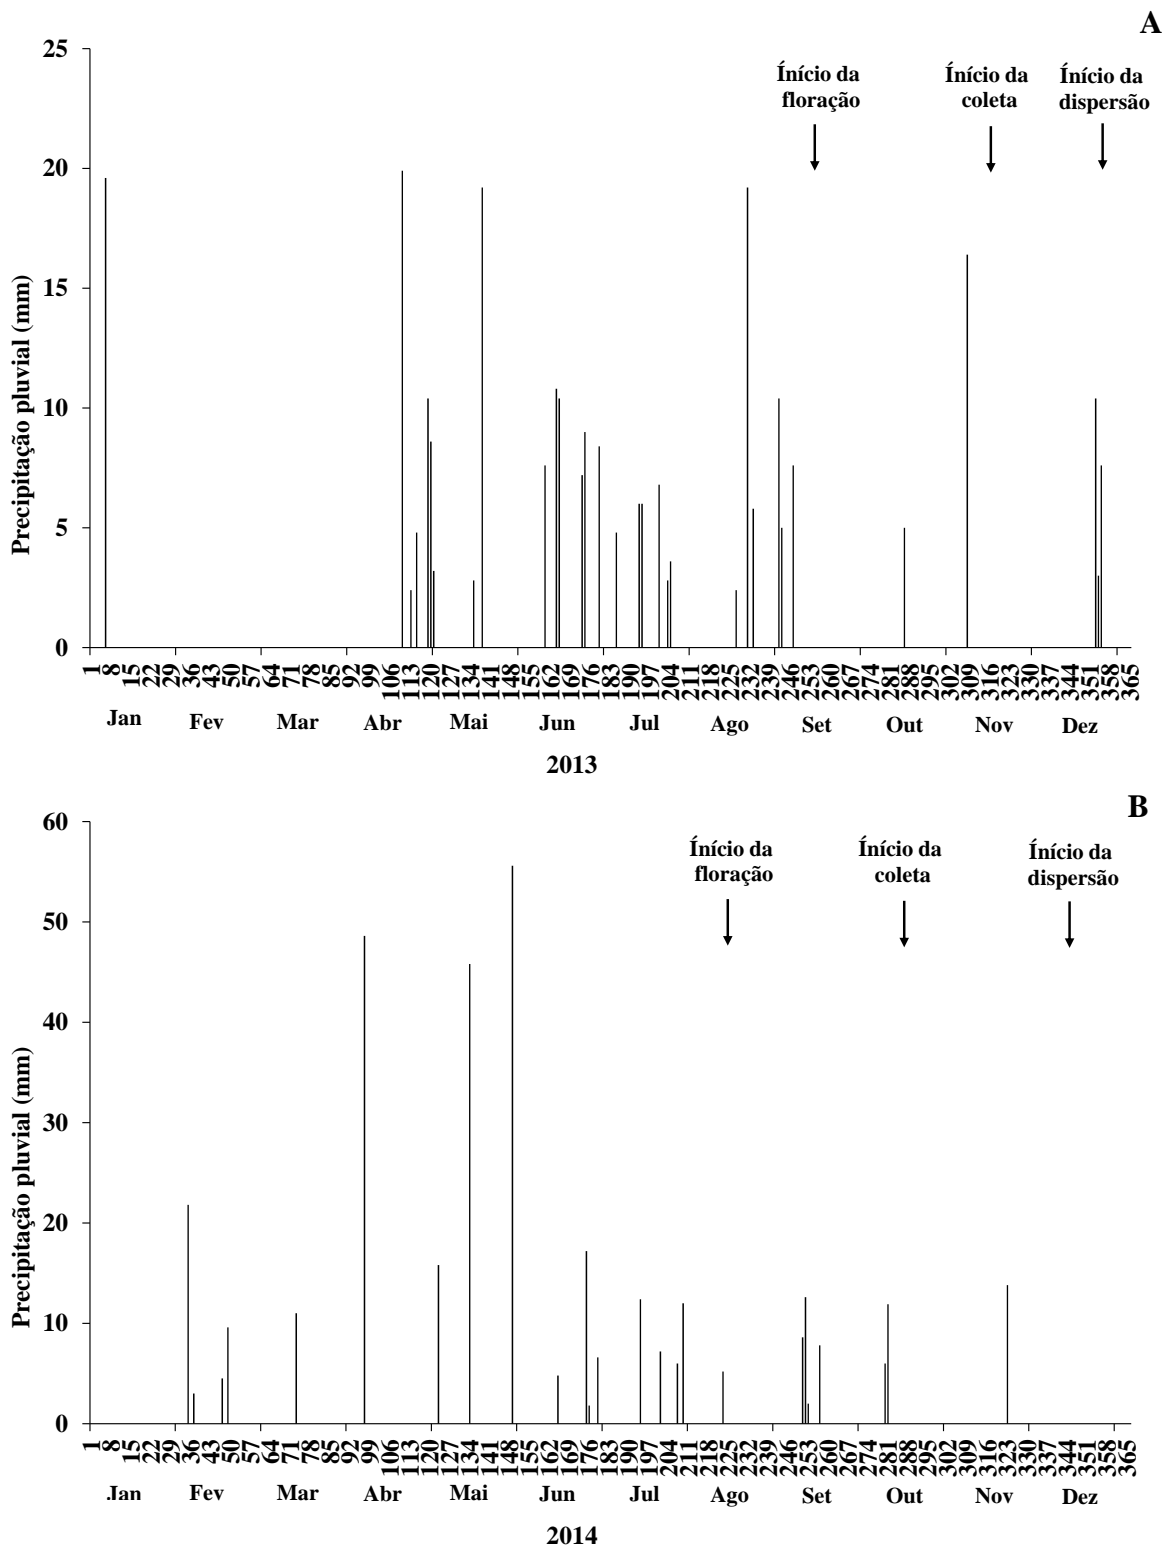 A
25
20
15
10
5
0
Precipitação pluvial (mm)
Ínício da
floração
Ínício da
coleta
Ínício da
dispersão
1 8 15 22 29 36 43 50 57 64 71 78 85 92 99 106 113 120 127 134 141 148 155 162 169 176 183 190 197 204 211 218 225 232 239 246 253 260 267 274 281 288 295 302 309 316 323 330 337 344 351 358 365
Jan Fev Mar Abr Mai Jun Jul Ago Set Out Nov Dez
2013
B
60
50
40
30
20
10
0
Precipitação pluvial (mm)
Ínício da
floração
Ínício da
coleta
Ínício da
dispersão
1 8 15 22 29 36 43 50 57 64 71 78 85 92 99 106 113 120 127 134 141 148 155 162 169 176 183 190 197 204 211 218 225 232 239 246 253 260 267 274 281 288 295 302 309 316 323 330 337 344 351 358 365
Jan Fev Mar Abr Mai Jun Jul Ago Set Out Nov Dez
2014